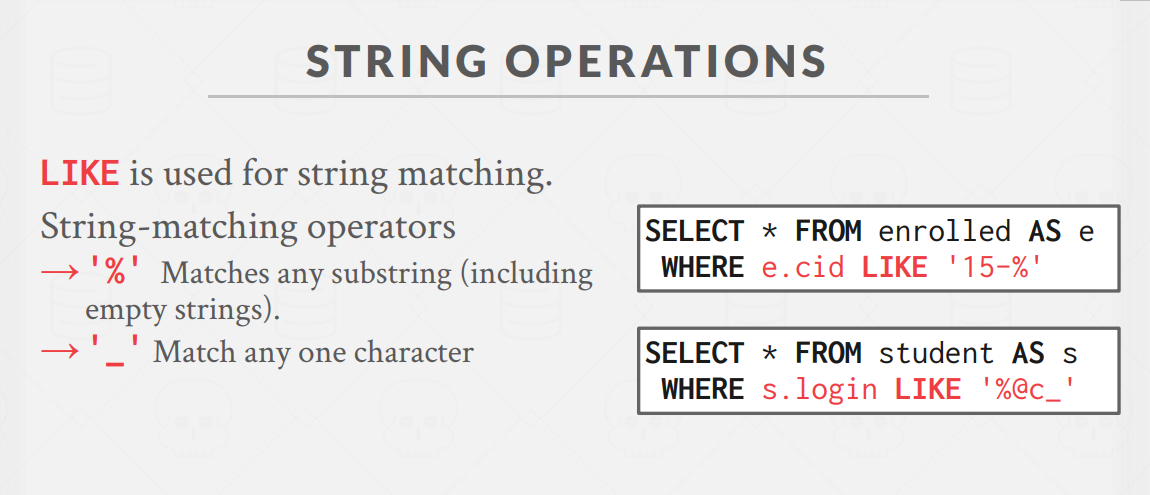 STRING OPERATIONS
LIKE is used for string matching.
String-matching operators
→ '%' Matches any substring (including
empty strings).
→ '_' Match any one character
SELECT * FROM enrolled AS e
WHERE e.cid LIKE '15-%'
SELECT * FROM student AS s
WHERE s.login LIKE '%@c_'